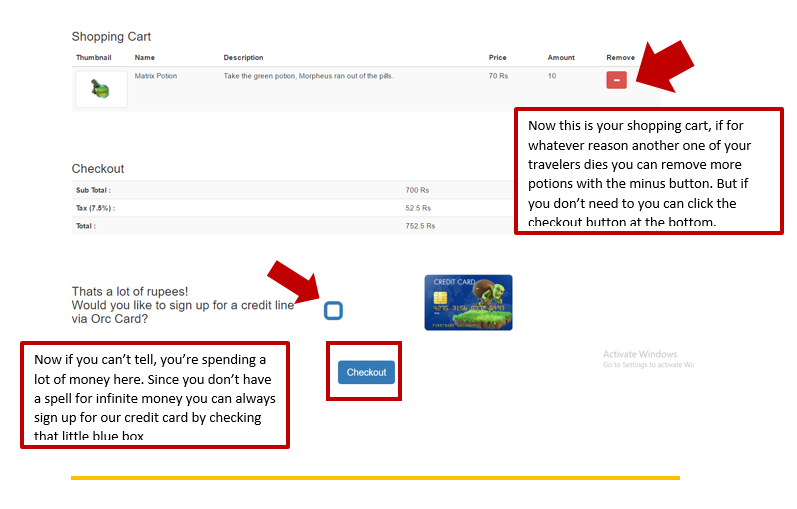 Shopping Cart
Thumbnail Name Description Price Amount Remove
Matrix Potion Take the green potion, Morpheus ran out of the pills. 70 Rs 10
Now this is your shopping cart, if for
whatever reason another one of your
travelers dies you can remove more
potions with the minus button. But if
you don't need to you can click the
checkout button at the bottom.
Checkout
Sub Total : 700 Rs
Tax (7.5%) : 52.5 Rs
Total : 752.5 Rs
Thats a lot of rupees!
Would you like to sign up for a credit line
via Orc Card?
CREDIT CARD
Now if you can't tell, you're spending a
lot of money here. Since you don't have
a spell for infinite money you can always
sign up for our credit card by checking
that little blue box
Checkout
Activate Windows
Go to Settings to activate Wir